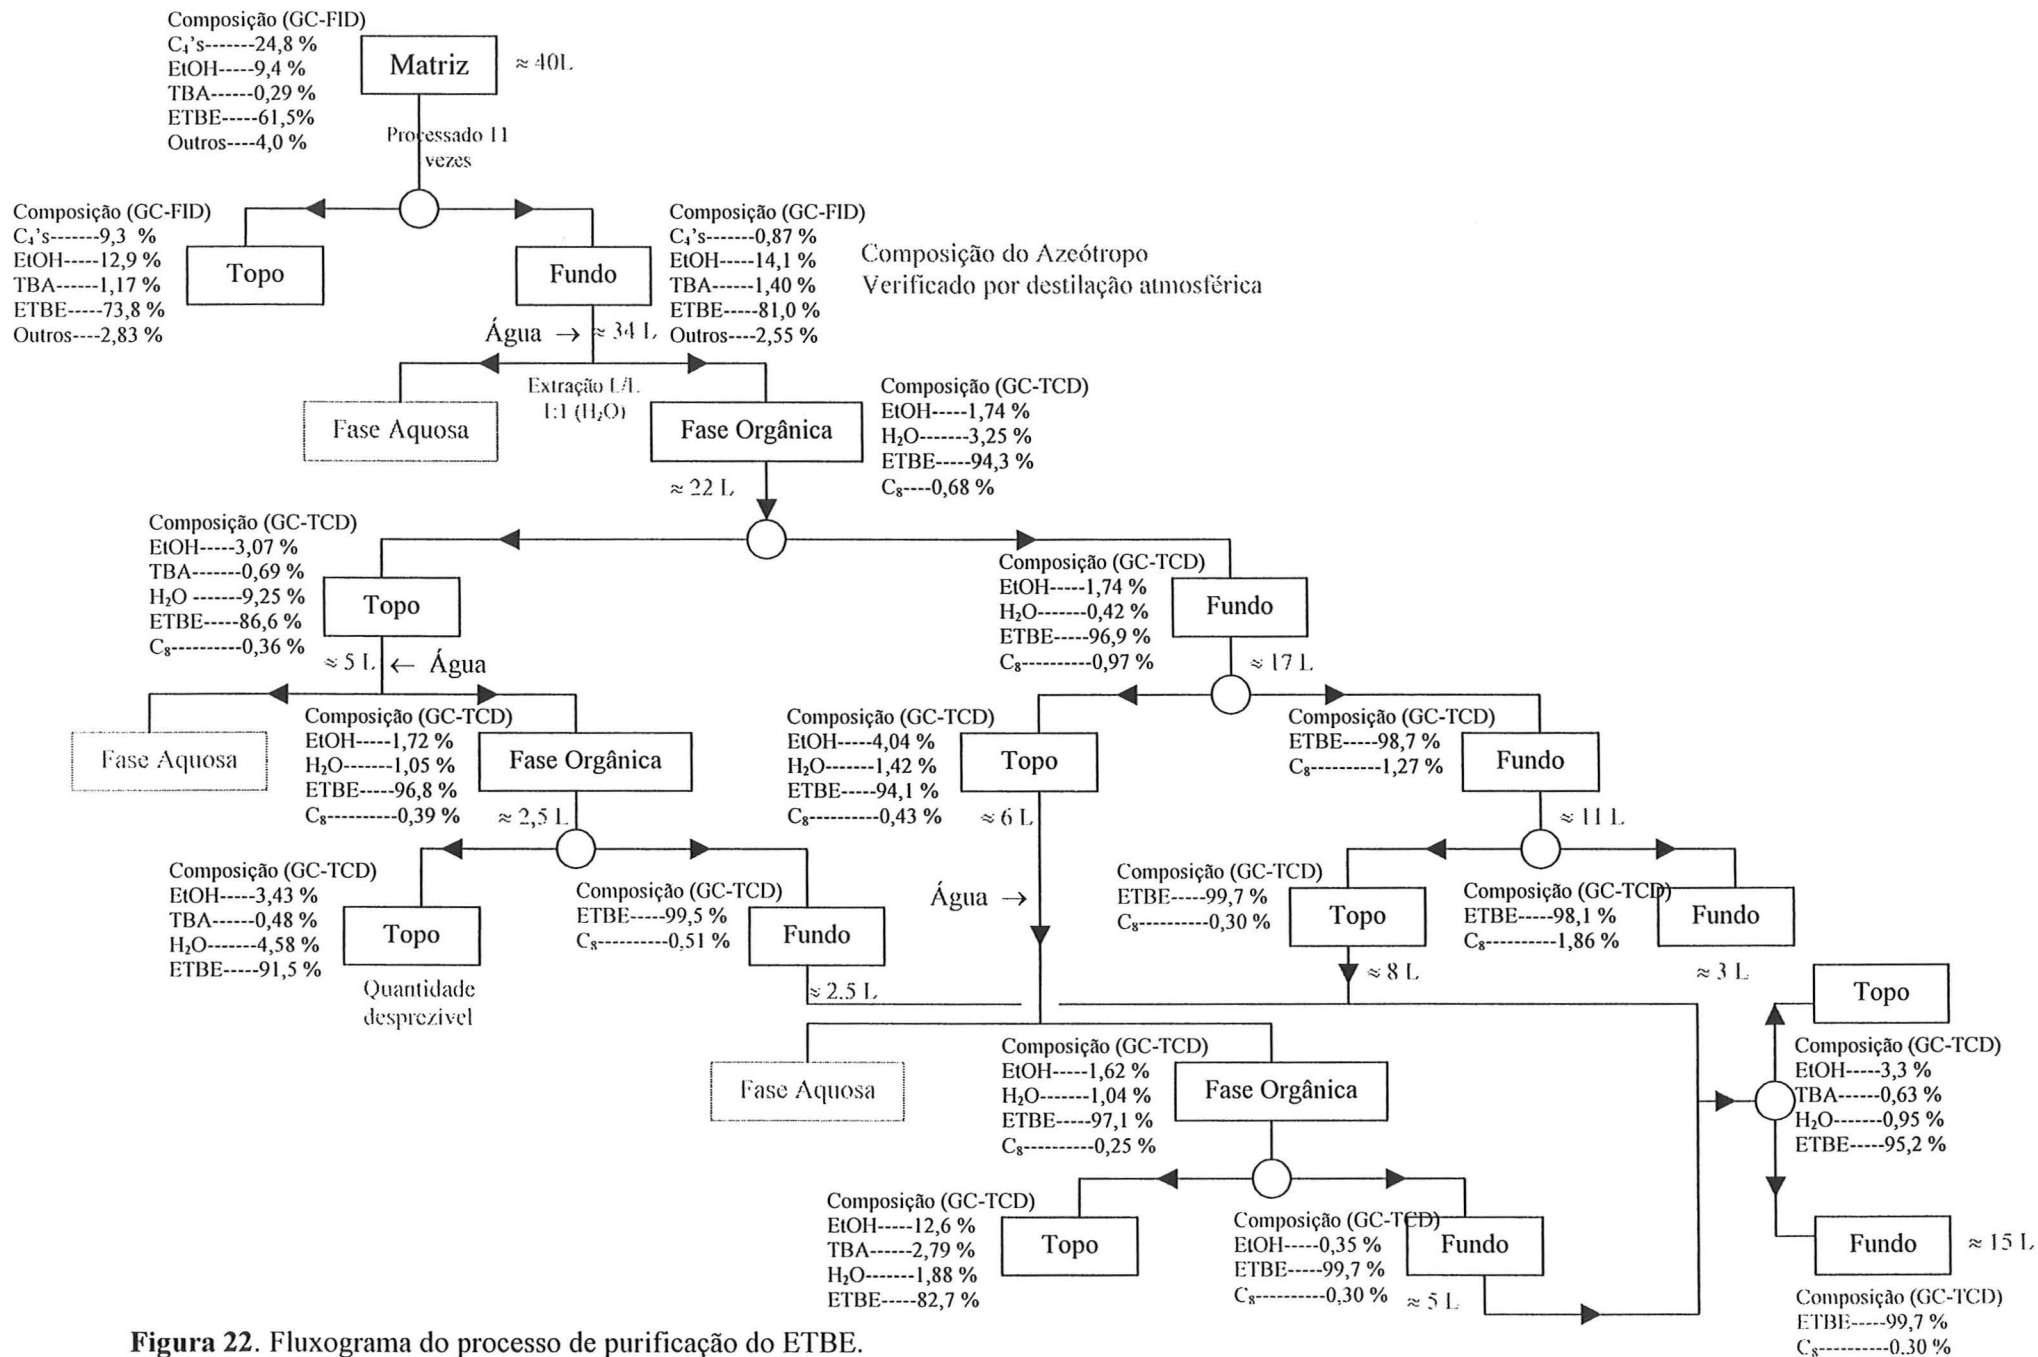 Composição (GC-FID)
C₄'s-------24,8 %
EtOH-----9,4 %
TBA------0,29 %
ETBE-----61,5%
Outros----4,0 %
Matriz
≈ 40L
Processado 11
vezes
Composição (GC-FID)
C₄'s-------9,3 %
EtOH-----12,9 %
TBA------1,17 %
ETBE-----73,8 %
Outros----2,83 %
Topo
Fundo
Composição (GC-FID)
C₄'s-------0,87 %
EtOH-----14,1 %
TBA------1,40 %
ETBE-----81,0 %
Outros----2,55 %
Composição do Azeótropo
Verificado por destilação atmosférica
Água → ≈ 34 L
Extração L/L
1:1 (H₂O)
Fase Aquosa
Fase Orgânica
Composição (GC-TCD)
EtOH-----1,74 %
H₂O-------3,25 %
ETBE-----94,3 %
C₈----0,68 %
≈ 22 L
Composição (GC-TCD)
EtOH-----3,07 %
TBA-------0,69 %
H₂O -------9,25 %
ETBE-----86,6 %
C₈----------0,36 %
Topo
≈ 5 L ← Água
Composição (GC-TCD)
EtOH-----1,74 %
H₂O-------0,42 %
ETBE-----96,9 %
C₈----------0,97 %
Fundo
≈ 17 L
Fase Aquosa
Composição (GC-TCD)
EtOH-----1,72 %
H₂O-------1,05 %
ETBE-----96,8 %
C₈----------0,39 %
Fase Orgânica
≈ 2,5 L
Composição (GC-TCD)
EtOH-----4,04 %
H₂O-------1,42 %
ETBE-----94,1 %
C₈----------0,43 %
Topo
≈ 6 L
Composição (GC-TCD)
ETBE-----98,7 %
C₈----------1,27 %
Fundo
≈ 11 L
Composição (GC-TCD)
EtOH-----3,43 %
TBA------0,48 %
H₂O-------4,58 %
ETBE-----91,5 %
Topo
Quantidade
desprezível
Composição (GC-TCD)
ETBE-----99,5 %
C₈----------0,51 %
Fundo
≈ 2.5 L
Água →
Composição (GC-TCD)
ETBE-----99,7 %
C₈----------0,30 %
Topo
≈ 8 L
Composição (GC-TCD)
ETBE-----98,1 %
C₈----------1,86 %
Fundo
≈ 3 L
Fase Aquosa
Composição (GC-TCD)
EtOH-----1,62 %
H₂O-------1,04 %
ETBE-----97,1 %
C₈----------0,25 %
Fase Orgânica
Topo
Composição (GC-TCD)
EtOH-----3,3 %
TBA------0,63 %
H₂O-------0,95 %
ETBE-----95,2 %
Composição (GC-TCD)
EtOH-----12,6 %
TBA------2,79 %
H₂O-------1,88 %
ETBE-----82,7 %
Topo
Composição (GC-TCD)
EtOH-----0,35 %
ETBE-----99,7 %
C₈----------0,30 %
Fundo
≈ 5 L
Fundo
≈ 15 L
Composição (GC-TCD)
ETBE-----99,7 %
C₈----------0.30 %
Figura 22. Fluxograma do processo de purificação do ETBE.